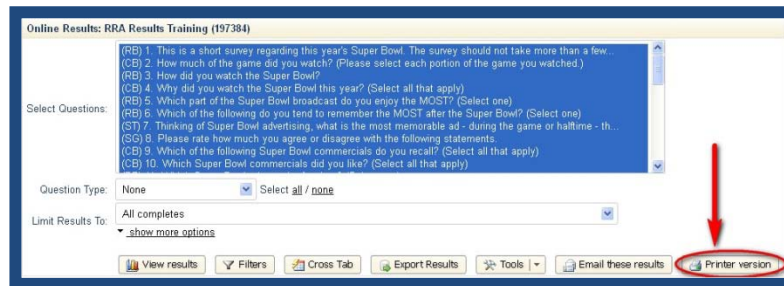 Online Results: RRA Results Training (197384)
(RB) 1. This is a short survey regarding this year's Super Bowl. The survey should not take more than a few...
(CB) 2. How much of the game did you watch? (Please select each portion of the game you watched.)
(RB) 3. How did you watch the Super Bowl?
(CB) 4. Why did you watch the Super Bowl this year? (Select all that apply)
Select Questions:
(RB) 5. Which part of the Super Bowl broadcast do you enjoy the MOST? (Select one)
(RB) 6. Which of the following do you tend to remember the MOST after the Super Bowl? (Select one)
(ST) 7. Thinking of Super Bowl advertising, what is the most memorable ad - during the game or halftime - th...
(SG) 8. Please rate how much you agree or disagree with the following statements.
(CB) 9. Which of the following Super Bowl commercials do you recall? (Select all that apply)
(CB) 10. Which Super Bowl commercials did you like? (Select all that apply)
Question Type: None Select all / none
Limit Results To: All completes
show more options
View results Filters Cross Tab Export Results Tools Email these results Printer version